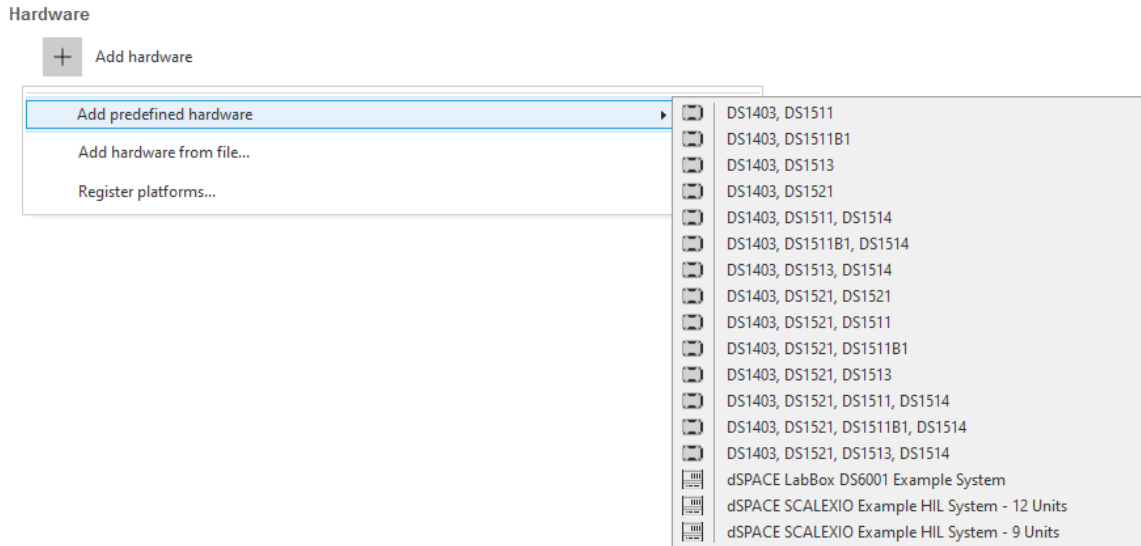 Hardware
Add hardware
Add predefined hardware
Add hardware from file...
Register platforms...
DS1403, DS1511
DS1403, DS1511B1
DS1403, DS1513
DS1403, DS1521
DS1403, DS1511, DS1514
DS1403, DS1511B1, DS1514
DS1403, DS1513, DS1514
DS1403, DS1521, DS1521
DS1403, DS1521, DS1511
DS1403, DS1521, DS1511B1
DS1403, DS1521, DS1513
DS1403, DS1521, DS1511, DS1514
DS1403, DS1521, DS1511B1, DS1514
DS1403, DS1521, DS1513, DS1514
dSPACE LabBox DS6001 Example System
dSPACE SCALEXIO Example HIL System - 12 Units
dSPACE SCALEXIO Example HIL System - 9 Units